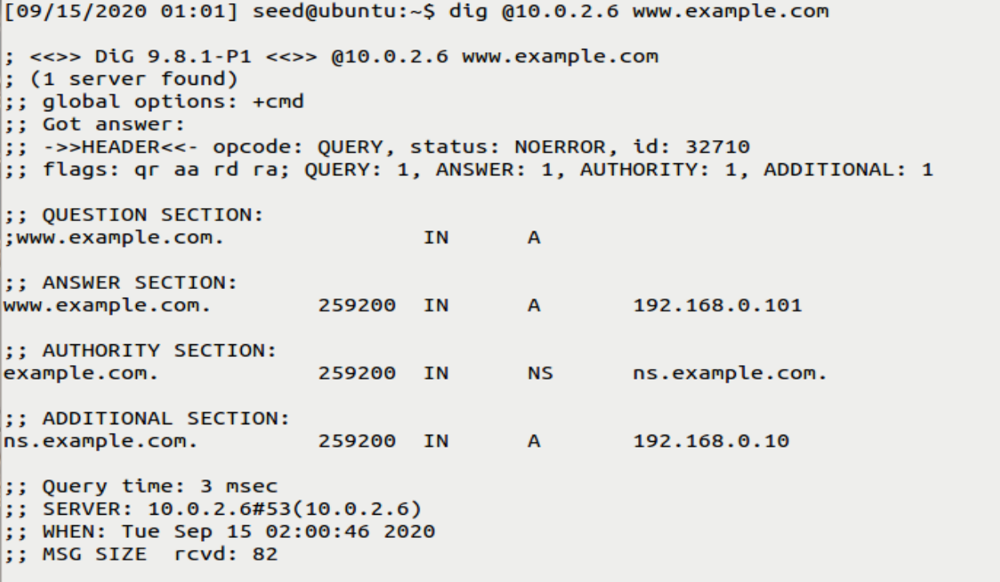 [09/15/2020 01:01] seed@ubuntu:~$ dig @10.0.2.6 www.example.com
; <<>> DiG 9.8.1-P1 <<>> @10.0.2.6 www.example.com
; (1 server found)
;; global options: +cmd
;; Got answer:
;; ->>HEADER<<- opcode: QUERY, status: NOERROR, id: 32710
;; flags: qr aa rd ra; QUERY: 1, ANSWER: 1, AUTHORITY: 1, ADDITIONAL: 1
;; QUESTION SECTION:
;www.example.com. IN A
;; ANSWER SECTION:
www.example.com. 259200 IN A 192.168.0.101
;; AUTHORITY SECTION:
example.com. 259200 IN NS ns.example.com.
;; ADDITIONAL SECTION:
ns.example.com. 259200 IN A 192.168.0.10
;; Query time: 3 msec
;; SERVER: 10.0.2.6#53(10.0.2.6)
;; WHEN: Tue Sep 15 02:00:46 2020
;; MSG SIZE rcvd: 82